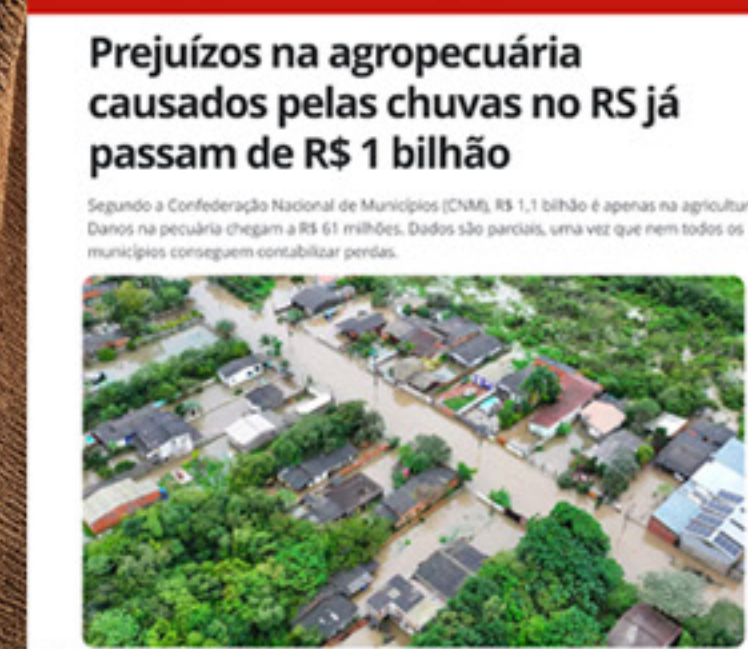 Prejuízos na agropecuária
causados pelas chuvas no RS já
passam de R$ 1 bilhão
Segundo a Confederação Nacional de Municípios (CNM), R$ 1,1 bilhão é apenas na agricultur
Danos na pecuária chegam a R$ 61 milhões. Dados são parciais, uma vez que nem todos os
municípios conseguem contabilizar perdas.